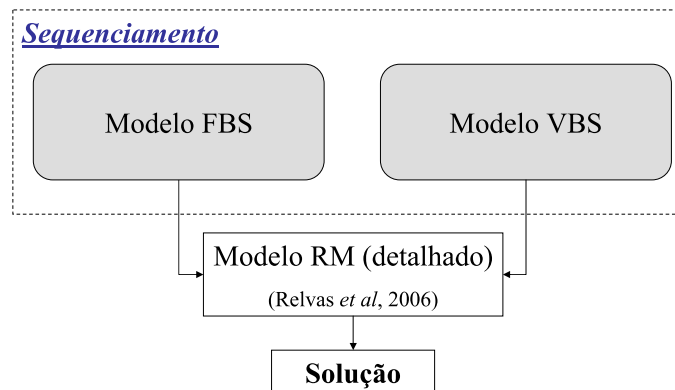 Sequenciamento
Modelo FBS
Modelo VBS
Modelo RM (detalhado)
(Relvas et al, 2006)
Solução